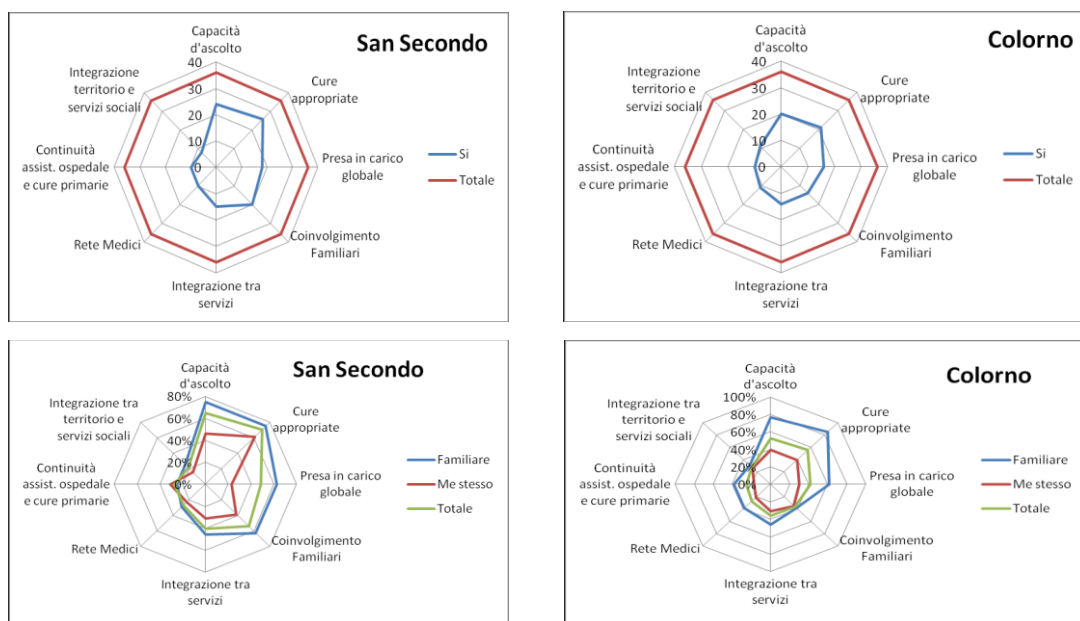 San Secondo
Capacità
d'ascolto
40
30
20
10
0
Cure
appropriate
Presa in carico
globale
Coinvolgimento
Familiari
Integrazione tra
servizi
Rete Medici
Continuità
assist. ospedale
e cure primarie
Integrazione
territorio e
servizi sociali
Si
Totale
Colorno
Capacità
d'ascolto
40
30
20
10
0
Cure
appropriate
Presa in carico
globale
Coinvolgimento
Familiari
Integrazione tra
servizi
Rete Medici
Continuità
assist. ospedale
e cure primarie
Integrazione
territorio e
servizi sociali
Si
Totale
San Secondo
Capacità
d'ascolto
80%
60%
40%
20%
0%
Cure
appropriate
Presa in carico
globale
Coinvolgimento
Familiari
Integrazione tra
servizi
Rete Medici
Continuità
assist. ospedale
e cure primarie
Integrazione tra
territorio e
servizi sociali
Familiare
Me stesso
Totale
Colorno
Capacità
d'ascolto
100%
80%
60%
40%
20%
0%
Cure
appropriate
Presa in carico
globale
Coinvolgimento
Familiari
Integrazione tra
servizi
Rete Medici
Continuità
assist. ospedale
e cure primarie
Integrazione tra
territorio e
servizi sociali
Familiare
Me stesso
Totale